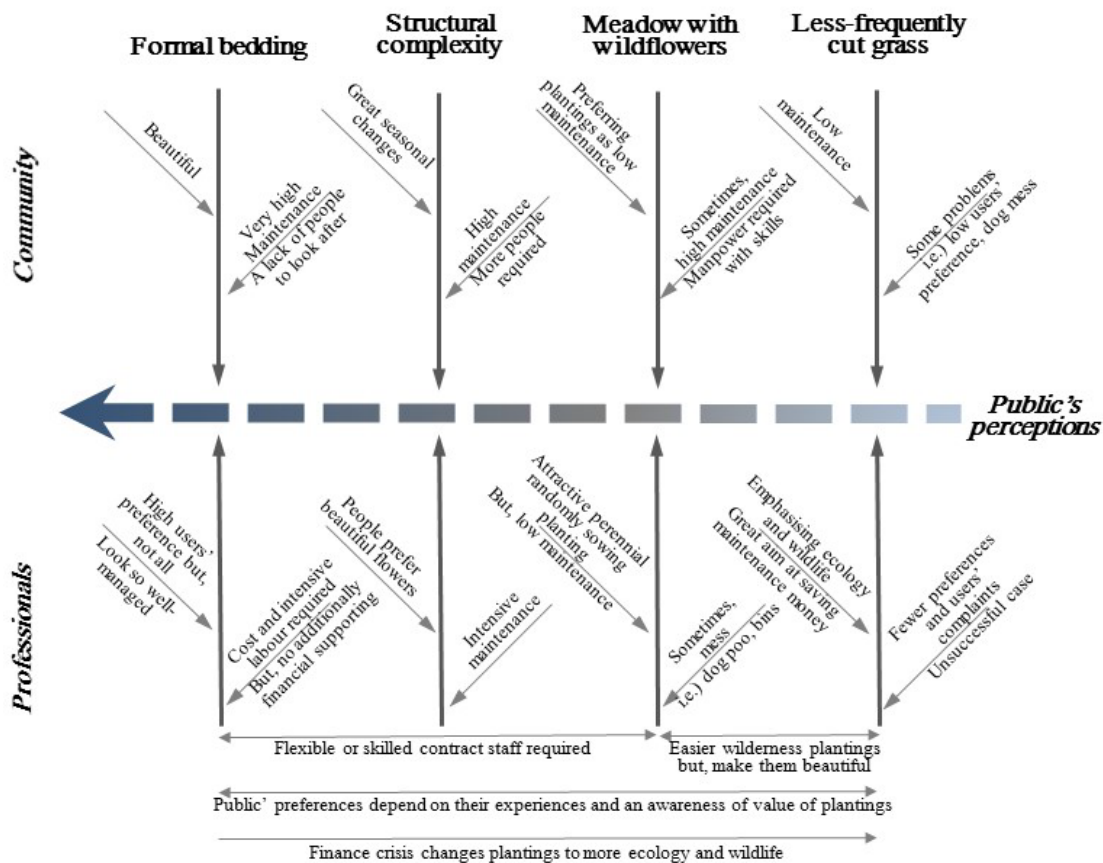 Formal bedding
Structural
complexity
Meadow with
wildflowers
Less-frequently
cut grass
Community
Beautiful
Very high
Maintenance
A lack of people
to look after
Great seasonal
changes
High
maintenance
More people
required
Preferring
plantings as low
maintenance
Sometimes,
high maintenance
Manpower required
with skills
Low
maintenance
Some problems
i.e.) low users'
preference, dog mess
Public's
perceptions
Professionals
High users'
preference but,
not all
Look so well-
managed
Cost and intensive
labour required
But, no additionally
financial supporting
People prefer
beautiful flowers
Intensive
maintenance
Attractive perennial
randomly sowing
planting
But, low maintenance
Sometimes,
mess
i.e.) dog poo, bins
Emphasising ecology
and wildlife
Great aim at saving
maintenance money
Fewer preferences
and users'
complaints
Unsuccessful case
Flexible or skilled contract staff required
Easier wilderness plantings
but, make them beautiful
Public' preferences depend on their experiences and an awareness of value of plantings
Finance crisis changes plantings to more ecology and wildlife